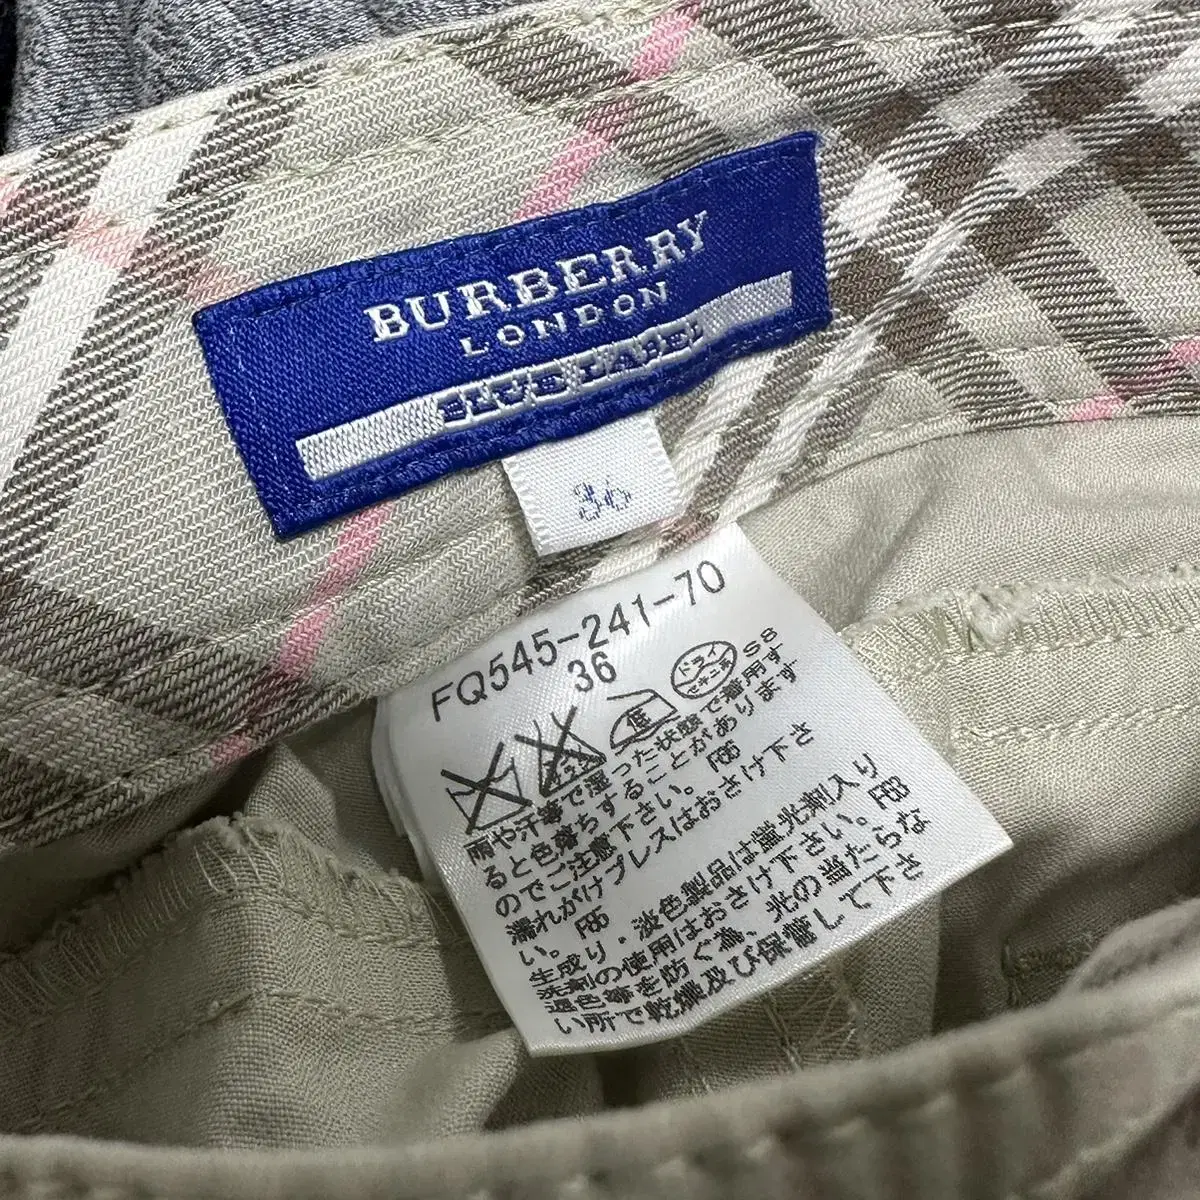 BURBERRY
LONDON
BLUE LABEL
36
FQ545-241-70
36
低
ドライ
セキユ系
S8
雨や汗等で湿った状態で着用す
ると色落ちすることがあります
のでご注意下さい。F86
濡れがけプレスはおさけ下さ
い。F85
生成り・淡色製品は蛍光剤入り
洗剤の使用はおさけ下さい。F83
退色等を防ぐ為、光の当たらな
い所で乾燥及び保管して下さ